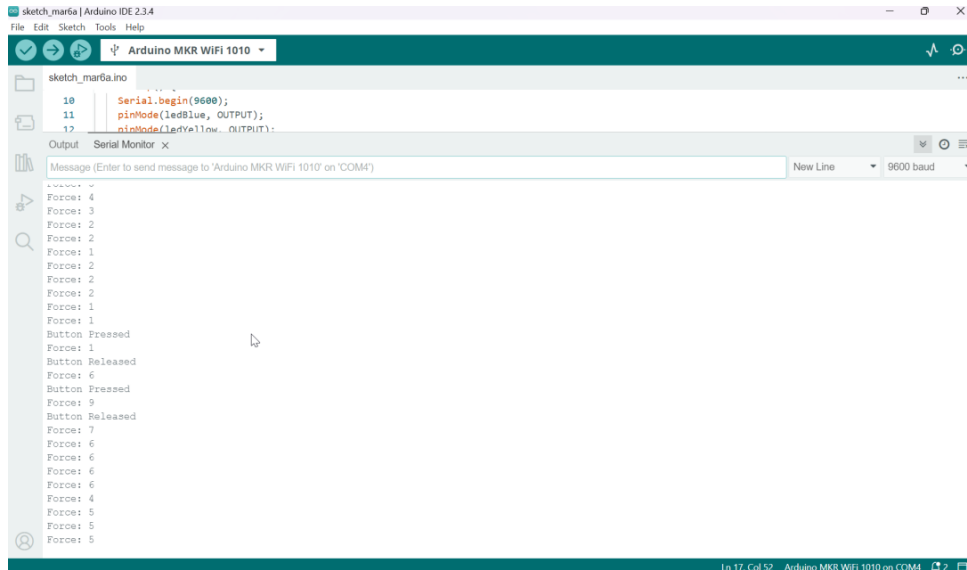 sketch_mar6a | Arduino IDE 2.3.4
File Edit Sketch Tools Help
Arduino MKR WiFi 1010
sketch_mar6a.ino
10 Serial.begin(9600);
11 pinMode(ledBlue, OUTPUT);
12 pinMode(ledYellow, OUTPUT);
Output Serial Monitor
Message (Enter to send message to 'Arduino MKR WiFi 1010' on 'COM4') New Line 9600 baud
Force: 4
Force: 3
Force: 2
Force: 2
Force: 1
Force: 2
Force: 2
Force: 2
Force: 1
Force: 1
Button Pressed
Force: 1
Button Released
Force: 6
Button Pressed
Force: 9
Button Released
Force: 7
Force: 6
Force: 6
Force: 6
Force: 6
Force: 4
Force: 5
Force: 5
Force: 5
Ln 17, Col 52 Arduino MKR WiFi 1010 on COM4 2